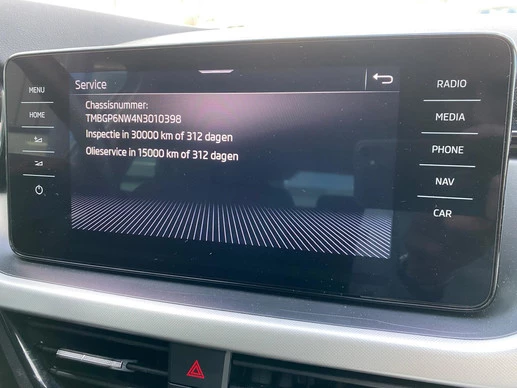 MENU
HOME
Service
Chassisnummer:
TMBGP6NW4N3010398
Inspectie in 30000 km of 312 dagen
Olieservice in 15000 km of 312 dagen
RADIO
MEDIA
PHONE
NAV
CAR